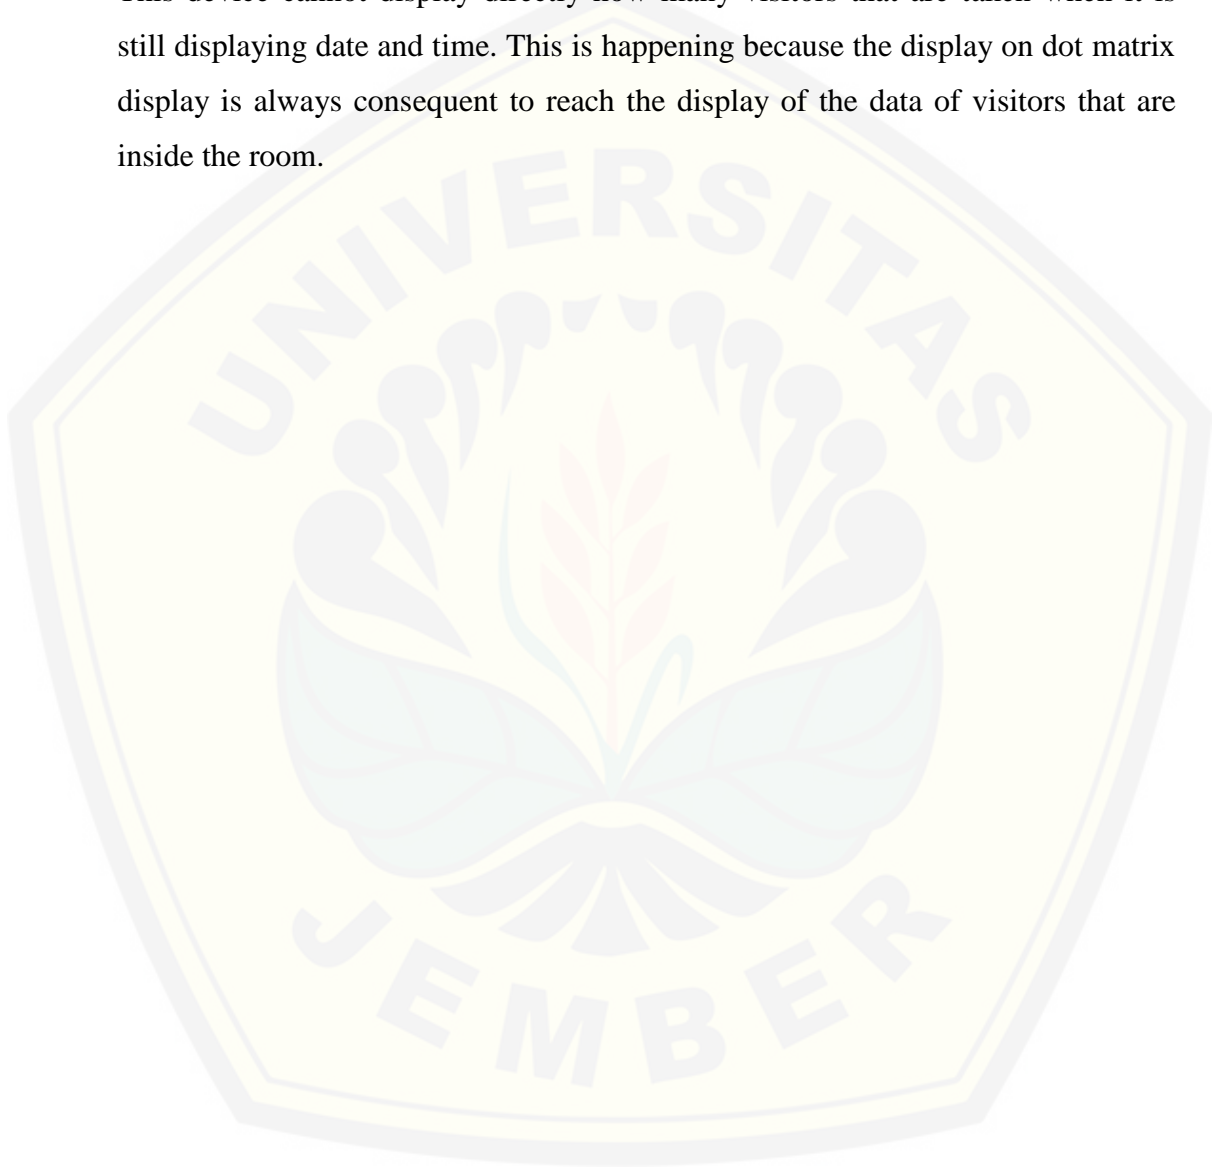 This device cannot display directly how many visitors that are taken when it is
still displaying date and time. This is happening because the display on dot matrix
display is always consequent to reach the display of the data of visitors that are
inside the room.
UNIVERSITAS
JEMBER